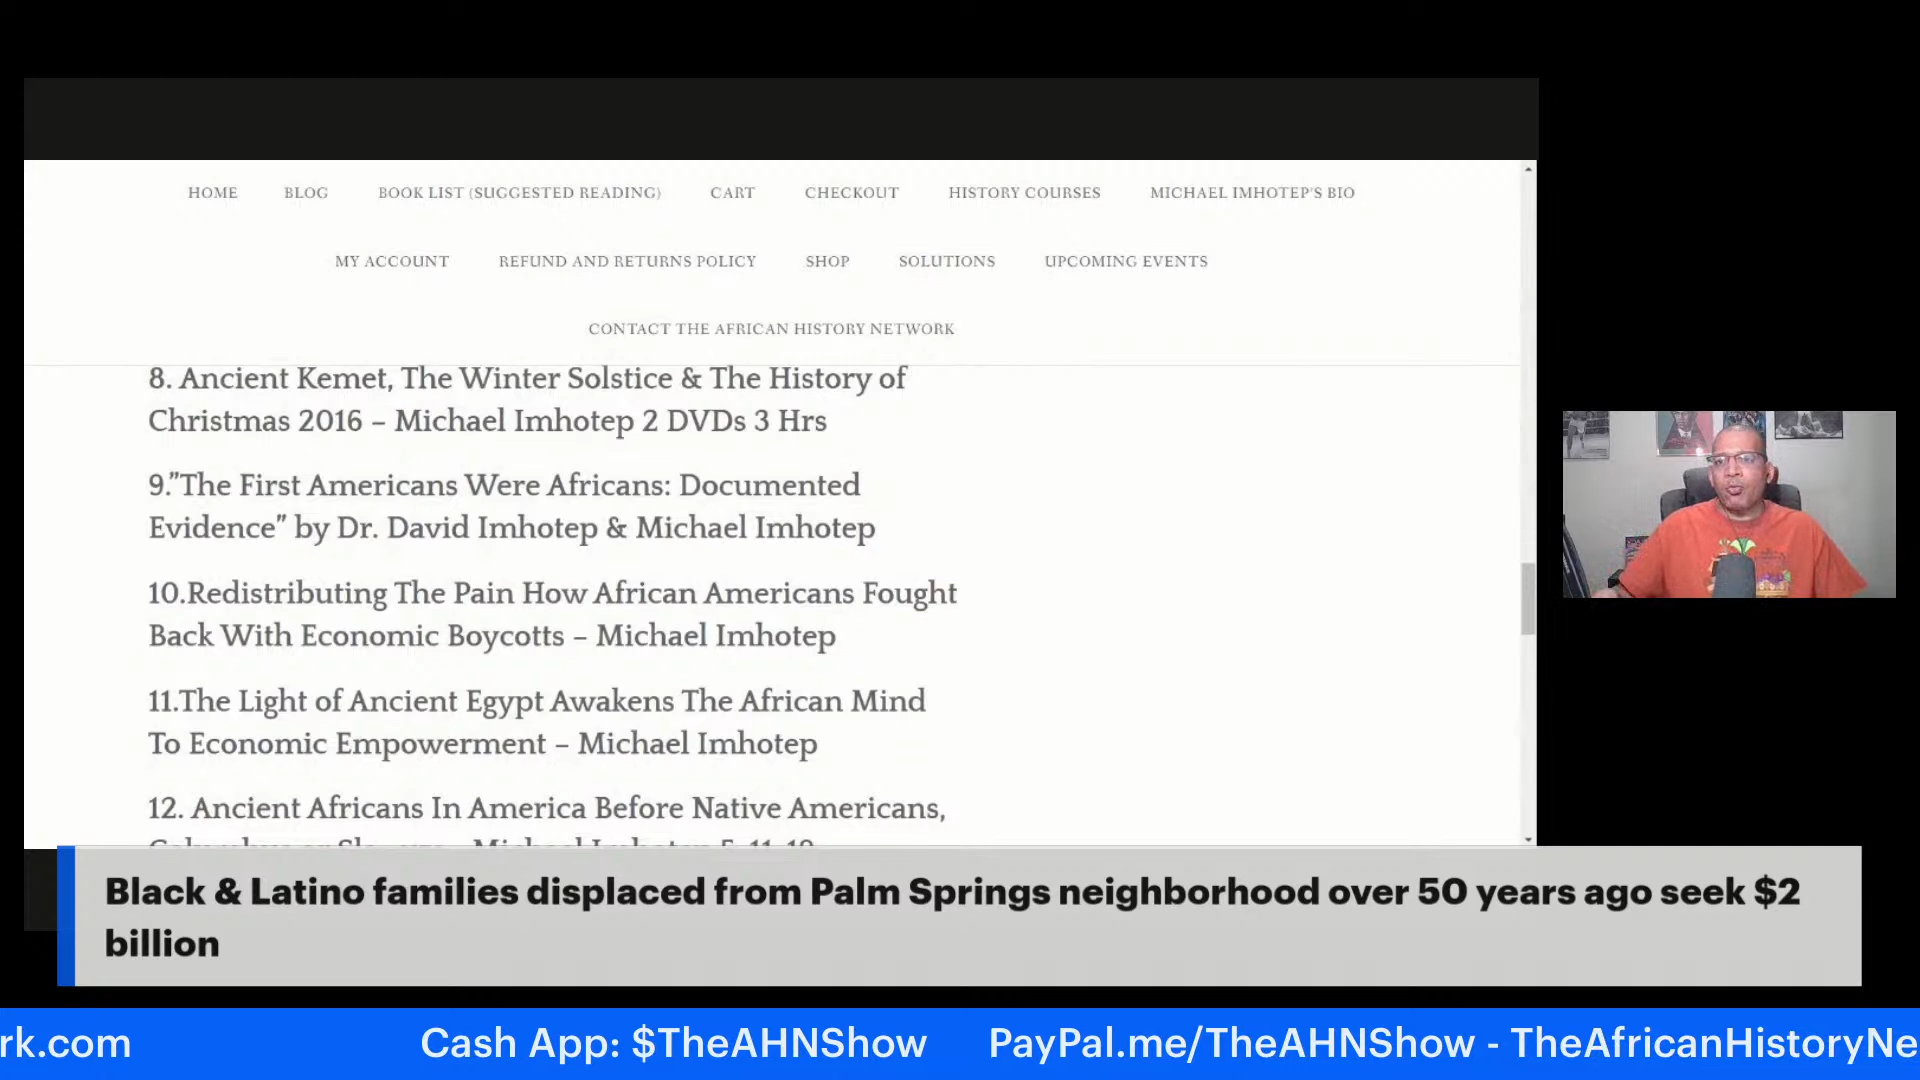 HOME BLOG BOOK LIST (SUGGESTED READING) CART CHECKOUT HISTORY COURSES MICHAEL IMHOTEP'S BIO
MY ACCOUNT REFUND AND RETURNS POLICY SHOP SOLUTIONS UPCOMING EVENTS
CONTACT THE AFRICAN HISTORY NETWORK
8. Ancient Kemet, The Winter Solstice & The History of
Christmas 2016 – Michael Imhotep 2 DVDs 3 Hrs
9.”The First Americans Were Africans: Documented
Evidence” by Dr. David Imhotep & Michael Imhotep
10.Redistributing The Pain How African Americans Fought
Back With Economic Boycotts – Michael Imhotep
11.The Light of Ancient Egypt Awakens The African Mind
To Economic Empowerment – Michael Imhotep
12. Ancient Africans In America Before Native Americans,
Black & Latino families displaced from Palm Springs neighborhood over 50 years ago seek $2
billion
rk.com Cash App: $TheAHNShow PayPal.me/TheAHNShow - TheAfricanHistoryNe